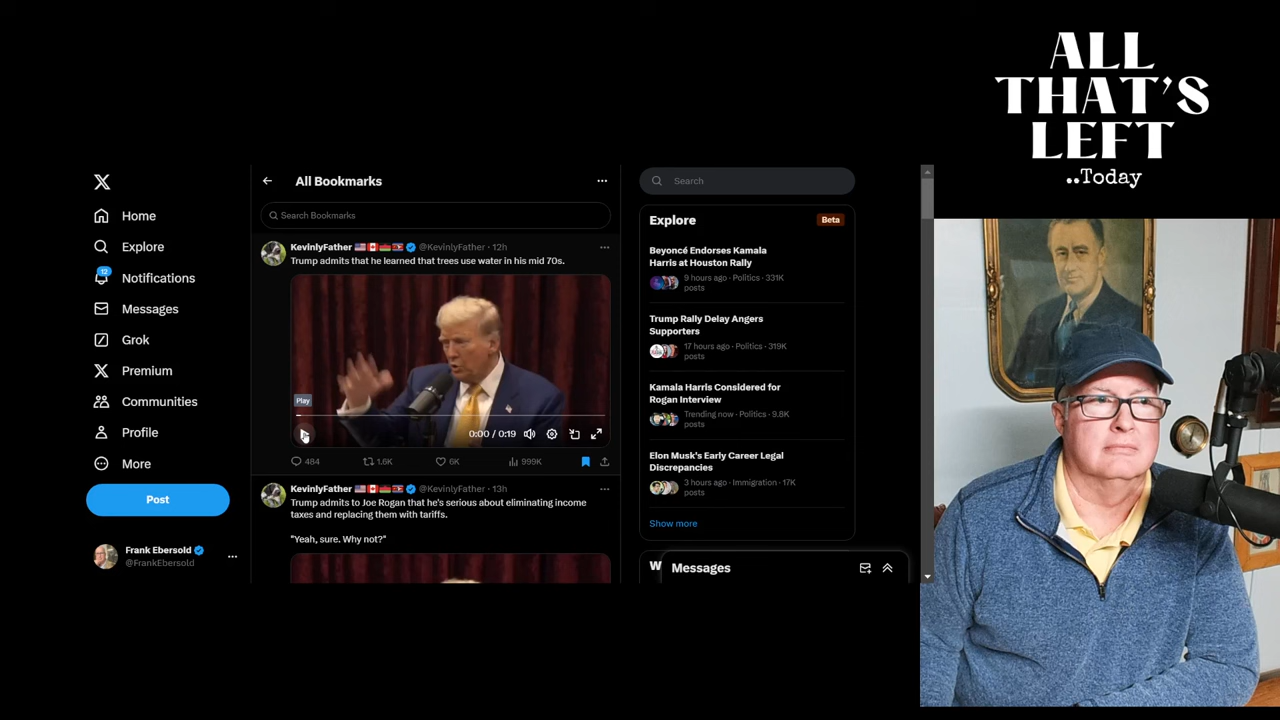 ALL
THAT'S
LEFT
..Today
All Bookmarks
Search Bookmarks
Home
Explore
12
Notifications
Messages
Grok
Premium
Communities
Profile
More
Post
Frank Ebersold
@FrankEbersold
KevinlyFather @KevinlyFather · 12h
Trump admits that he learned that trees use water in his mid 70s.
Play
0:00 / 0:19
484 1.6K 6K 999K
KevinlyFather @KevinlyFather · 13h
Trump admits to Joe Rogan that he's serious about eliminating income
taxes and replacing them with tariffs.
"Yeah, sure. Why not?"
Search
Explore Beta
Beyoncé Endorses Kamala
Harris at Houston Rally
9 hours ago · Politics · 331K
posts
Trump Rally Delay Angers
Supporters
17 hours ago · Politics · 319K
posts
Kamala Harris Considered for
Rogan Interview
Trending now · Politics · 9.8K
posts
Elon Musk's Early Career Legal
Discrepancies
3 hours ago · Immigration · 17K
posts
Show more
W
Messages